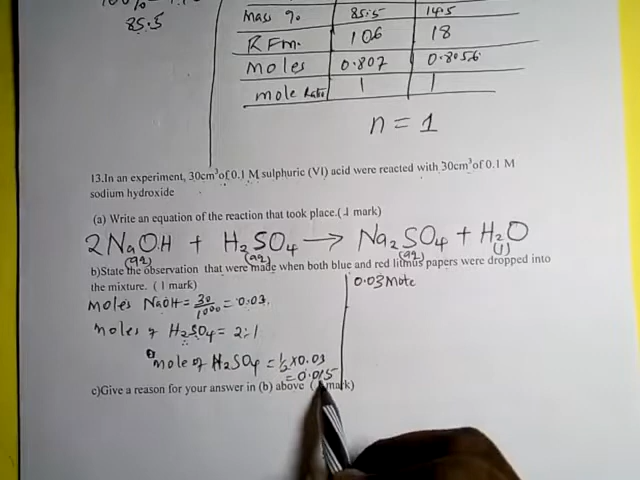 85.5
Mass % 85.5 14.5
RFm. 106 18
moles 0.807 0.8056
mole Ratio 1 1
n = 1
13.In an experiment, 30cm³of 0.1 M sulphuric (VI) acid were reacted with 30cm³of 0.1 M
sodium hydroxide
(a) Write an equation of the reaction that took place.(.1 mark)
2NaOH + H2SO4 → Na2SO4 + H2O
(aq) (aq) (aq) (l)
b)State the observation that were made when both blue and red litmus papers were dropped into
the mixture. ( 1 mark)
0.03 Mole
moles NaOH = 30/1000 = 0.03
moles of H2SO4 = 2:1
mole of H2SO4 = ½ × 0.03
= 0.015
c)Give a reason for your answer in (b) above ( mark)